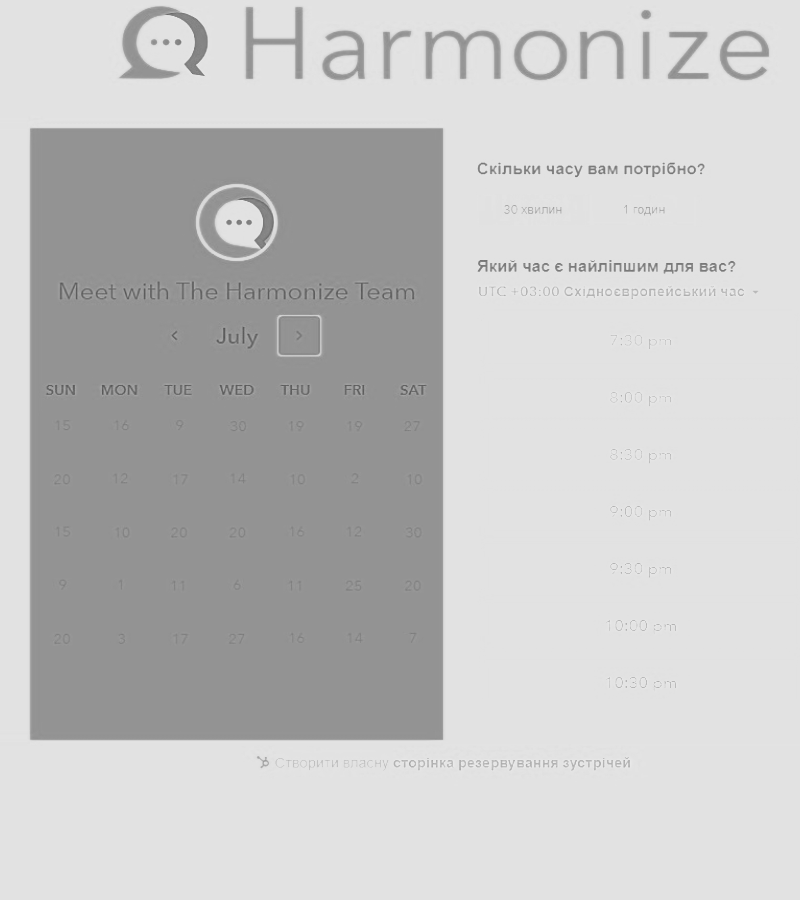 Harmonize
Meet with The Harmonize Team
July
SUN MON TUE WED THU FRI SAT
15 16 9 30 19 19 27
20 12 17 14 10 2 10
15 10 20 20 16 12 30
9 1 11 6 11 25 20
20 3 17 27 16 14 7
Скільки часу вам потрібно?
30 хвилин 1 годин
Який час є найліпшим для вас?
UTC +03:00 Східноєвропейський час
7:30 pm
8:00 pm
8:30 pm
9:00 pm
9:30 pm
10:00 pm
10:30 pm
Створити власну сторінка резервування зустрічей